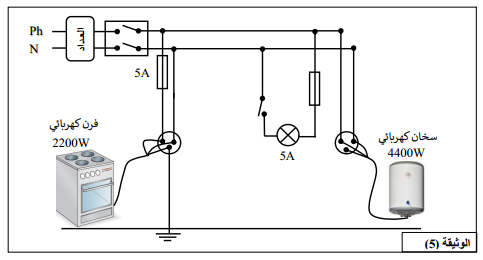 Ph
N
العداد
5A
فرن كهربائي
2200W
5A
سخان كهربائي
4400W
الوثيقة (5)